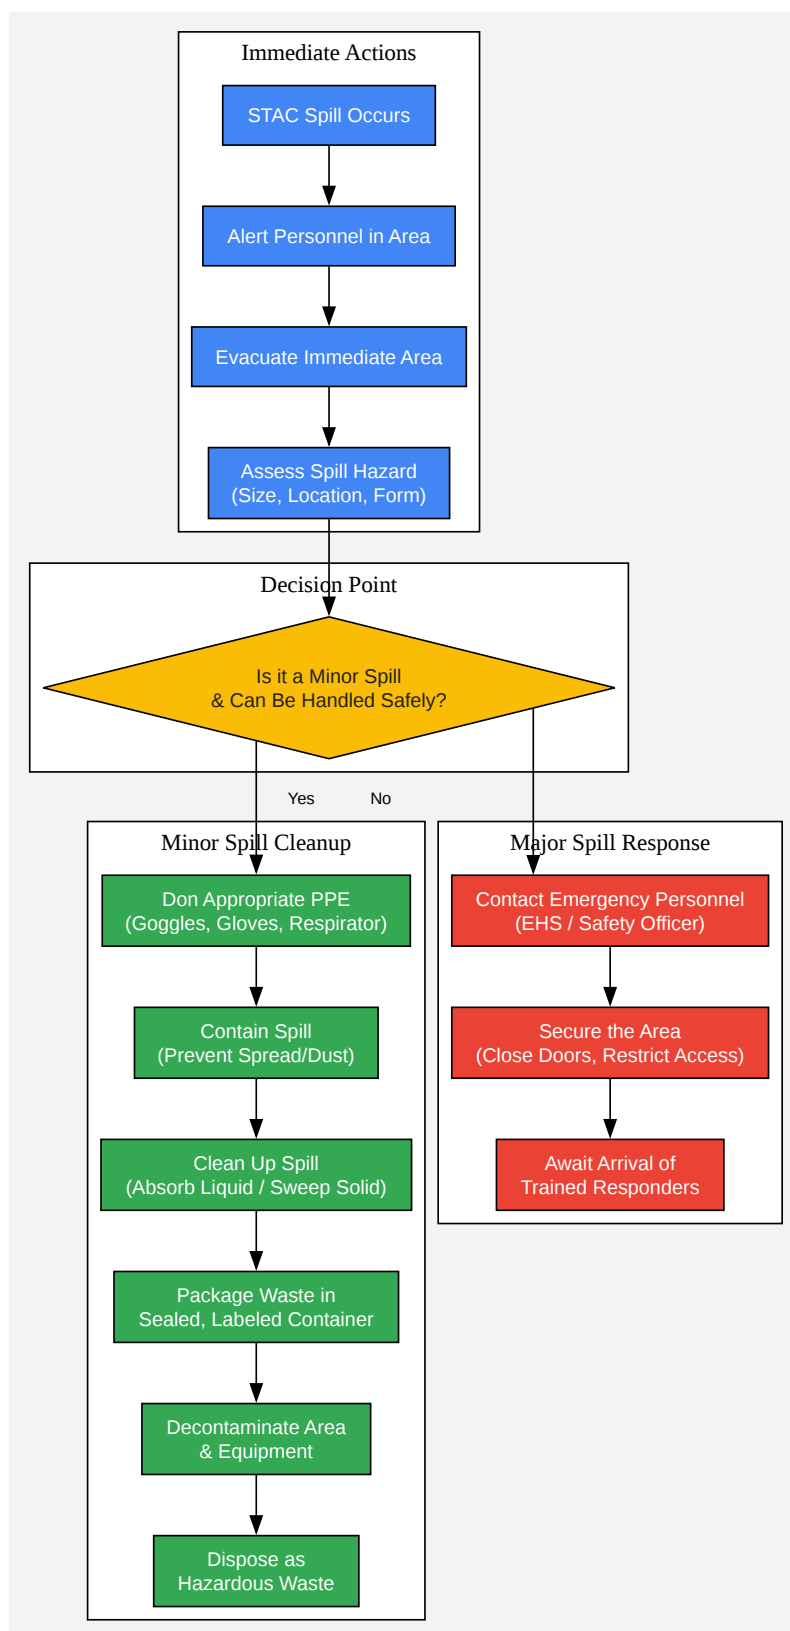 Immediate Actions
STAC Spill Occurs
Alert Personnel in Area
Evacuate Immediate Area
Assess Spill Hazard
(Size, Location, Form)
Decision Point
Is it a Minor Spill
& Can Be Handled Safely?
Yes
No
Minor Spill Cleanup
Don Appropriate PPE
(Goggles, Gloves, Respirator)
Contain Spill
(Prevent Spread/Dust)
Clean Up Spill
(Absorb Liquid / Sweep Solid)
Package Waste in
Sealed, Labeled Container
Decontaminate Area
& Equipment
Dispose as
Hazardous Waste
Major Spill Response
Contact Emergency Personnel
(EHS / Safety Officer)
Secure the Area
(Close Doors, Restrict Access)
Await Arrival of
Trained Responders